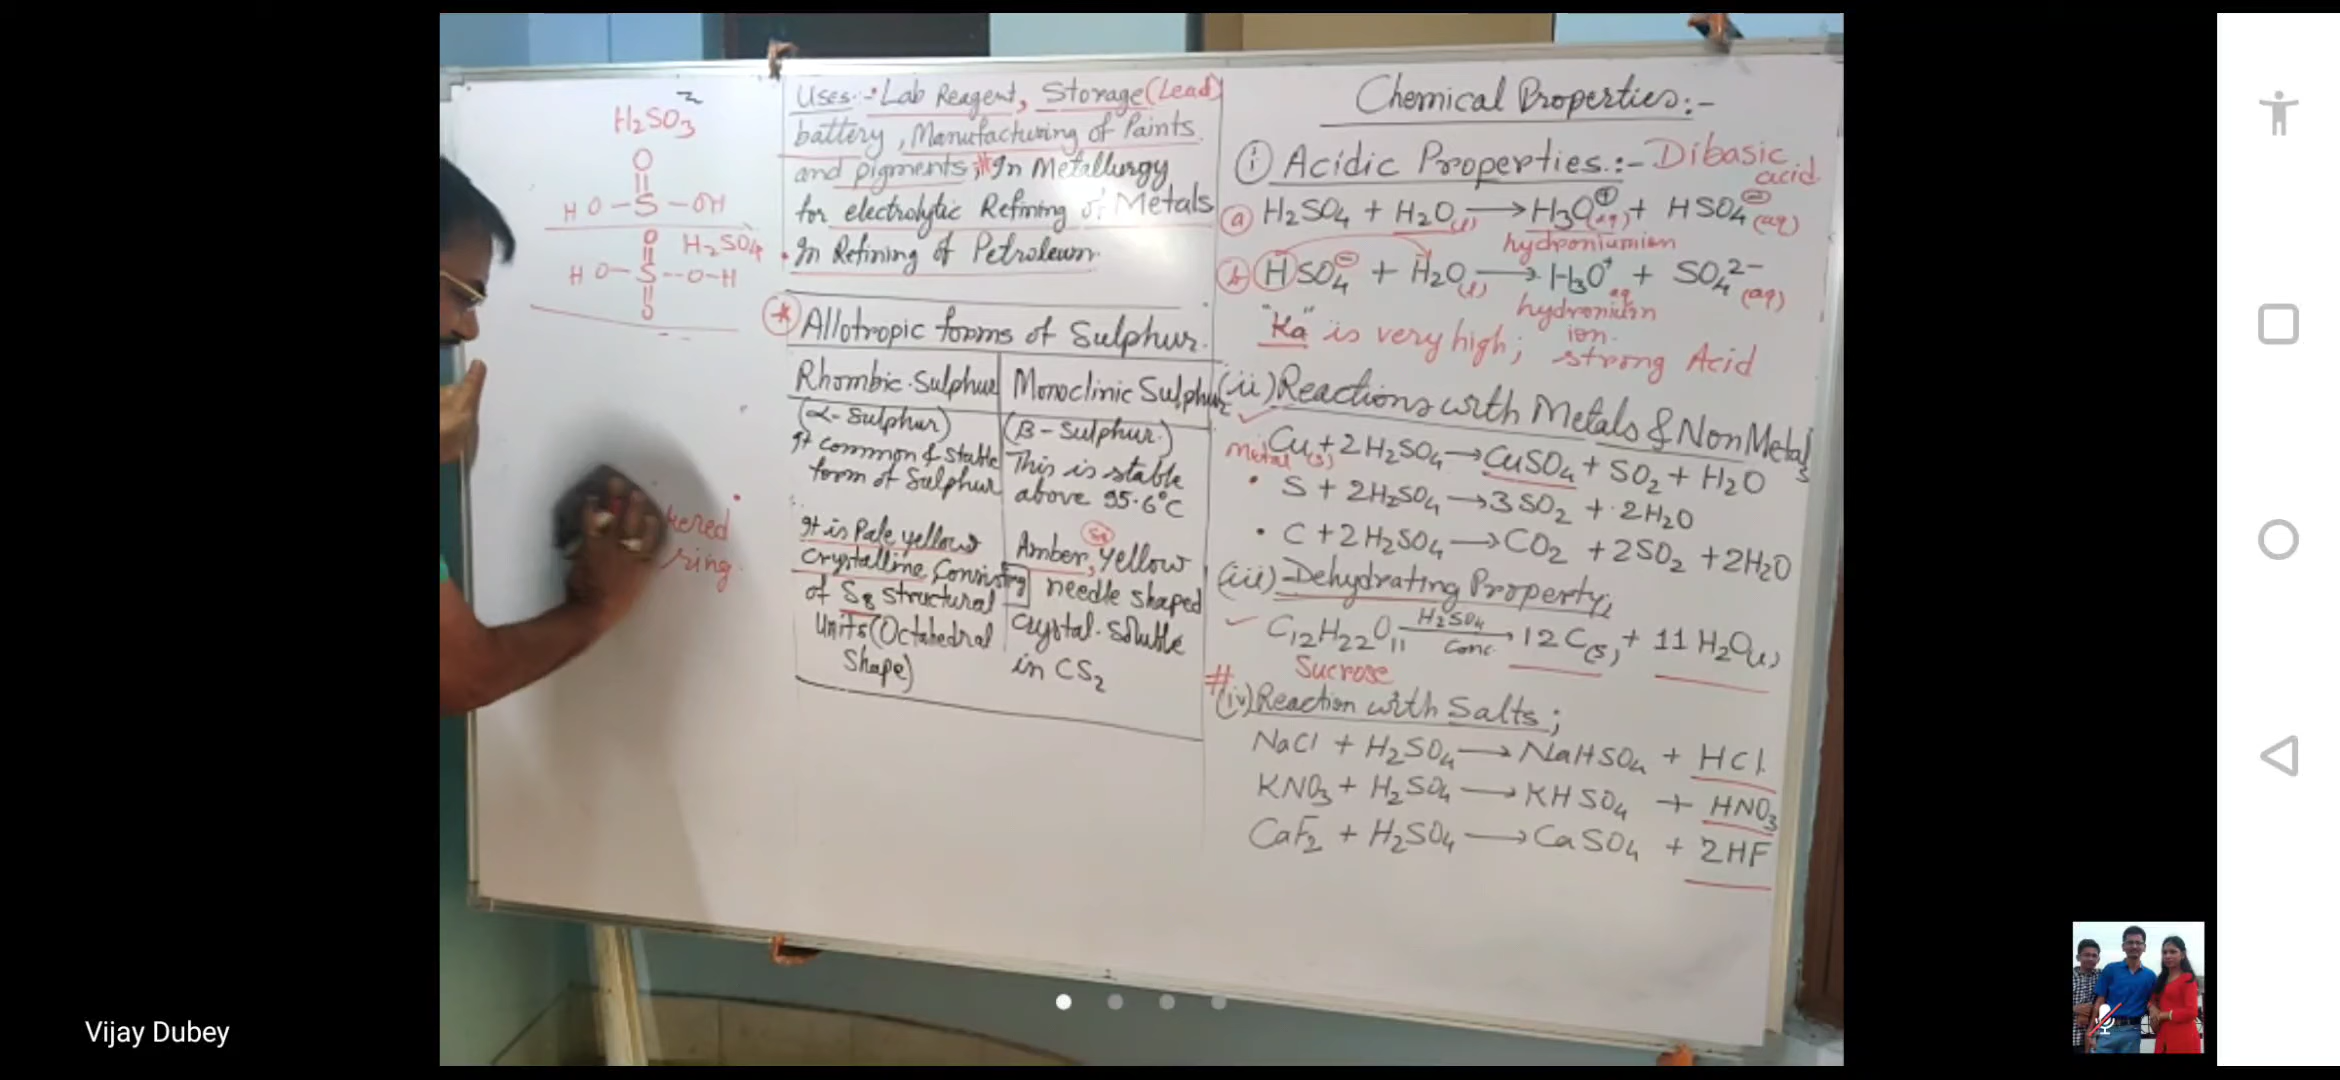 H2SO3
O
HO-S-OH
H2SO4
O
HO-S-O-H
O
kered
ring.
Uses:- Lab Reagent, Storage(Lead)
battery, Manufacturing of Paints
and pigments, * In Metallurgy
for electrolytic Refining of Metals
In Refining of Petroleum.
* Allotropic forms of Sulphur.
Rhombic Sulphur
(α-Sulphur)
It common & stable
form of Sulphur
It is Pale yellow
Crystalline, Consisting
of S8 structural
Units (Octahedral
Shape)
Monoclinic Sulphur
(β-Sulphur)
This is stable
above 95.6°C
S8
Amber, yellow
needle shaped
Crystal. Soluble
in CS2
Chemical Properties:-
(i) Acidic Properties:- Dibasic
acid
(a) H2SO4 + H2O(l) → H3O⊕(aq) + HSO4⊖(aq)
hydroniumion
(b) HSO4⊖ + H2O(l) → H3O+aq + SO4 2-(aq)
hydronium
ion.
"Ka" is very high; strong Acid
(ii) Reactions with Metals & NonMetals
Metal Cu(s) + 2H2SO4 → CuSO4 + SO2 + H2O
• S + 2H2SO4 → 3SO2 + 2H2O
• C + 2H2SO4 → CO2 + 2SO2 + 2H2O
(iii) Dehydrating Property;
C12H22O11 H2SO4 Conc. → 12C(s) + 11H2O(l)
Sucrose
# (iv) Reaction with Salts;
NaCl + H2SO4 → NaHSO4 + HCl
KNO3 + H2SO4 → KHSO4 + HNO3
CaF2 + H2SO4 → CaSO4 + 2HF
Vijay Dubey